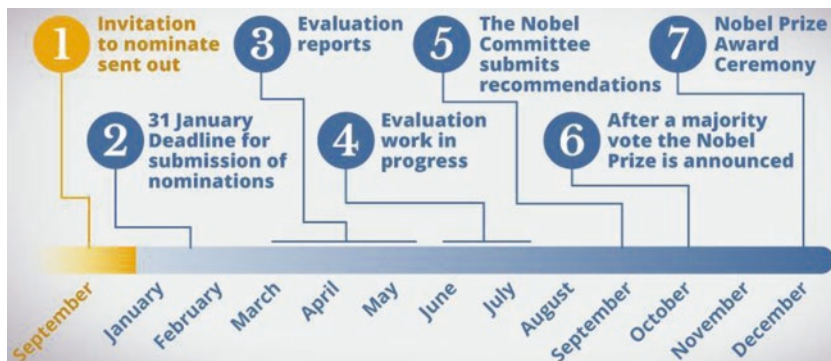 1
Invitation
to nominate
sent out
2
31 January
Deadline for
submission of
nominations
3
Evaluation
reports
4
Evaluation
work in
progress
5
The Nobel
Committee
submits
recommendations
6
After a majority
vote the Nobel
Prize is announced
7
Nobel Prize
Award
Ceremony
September
January
February
March
April
May
June
July
August
September
October
November
December